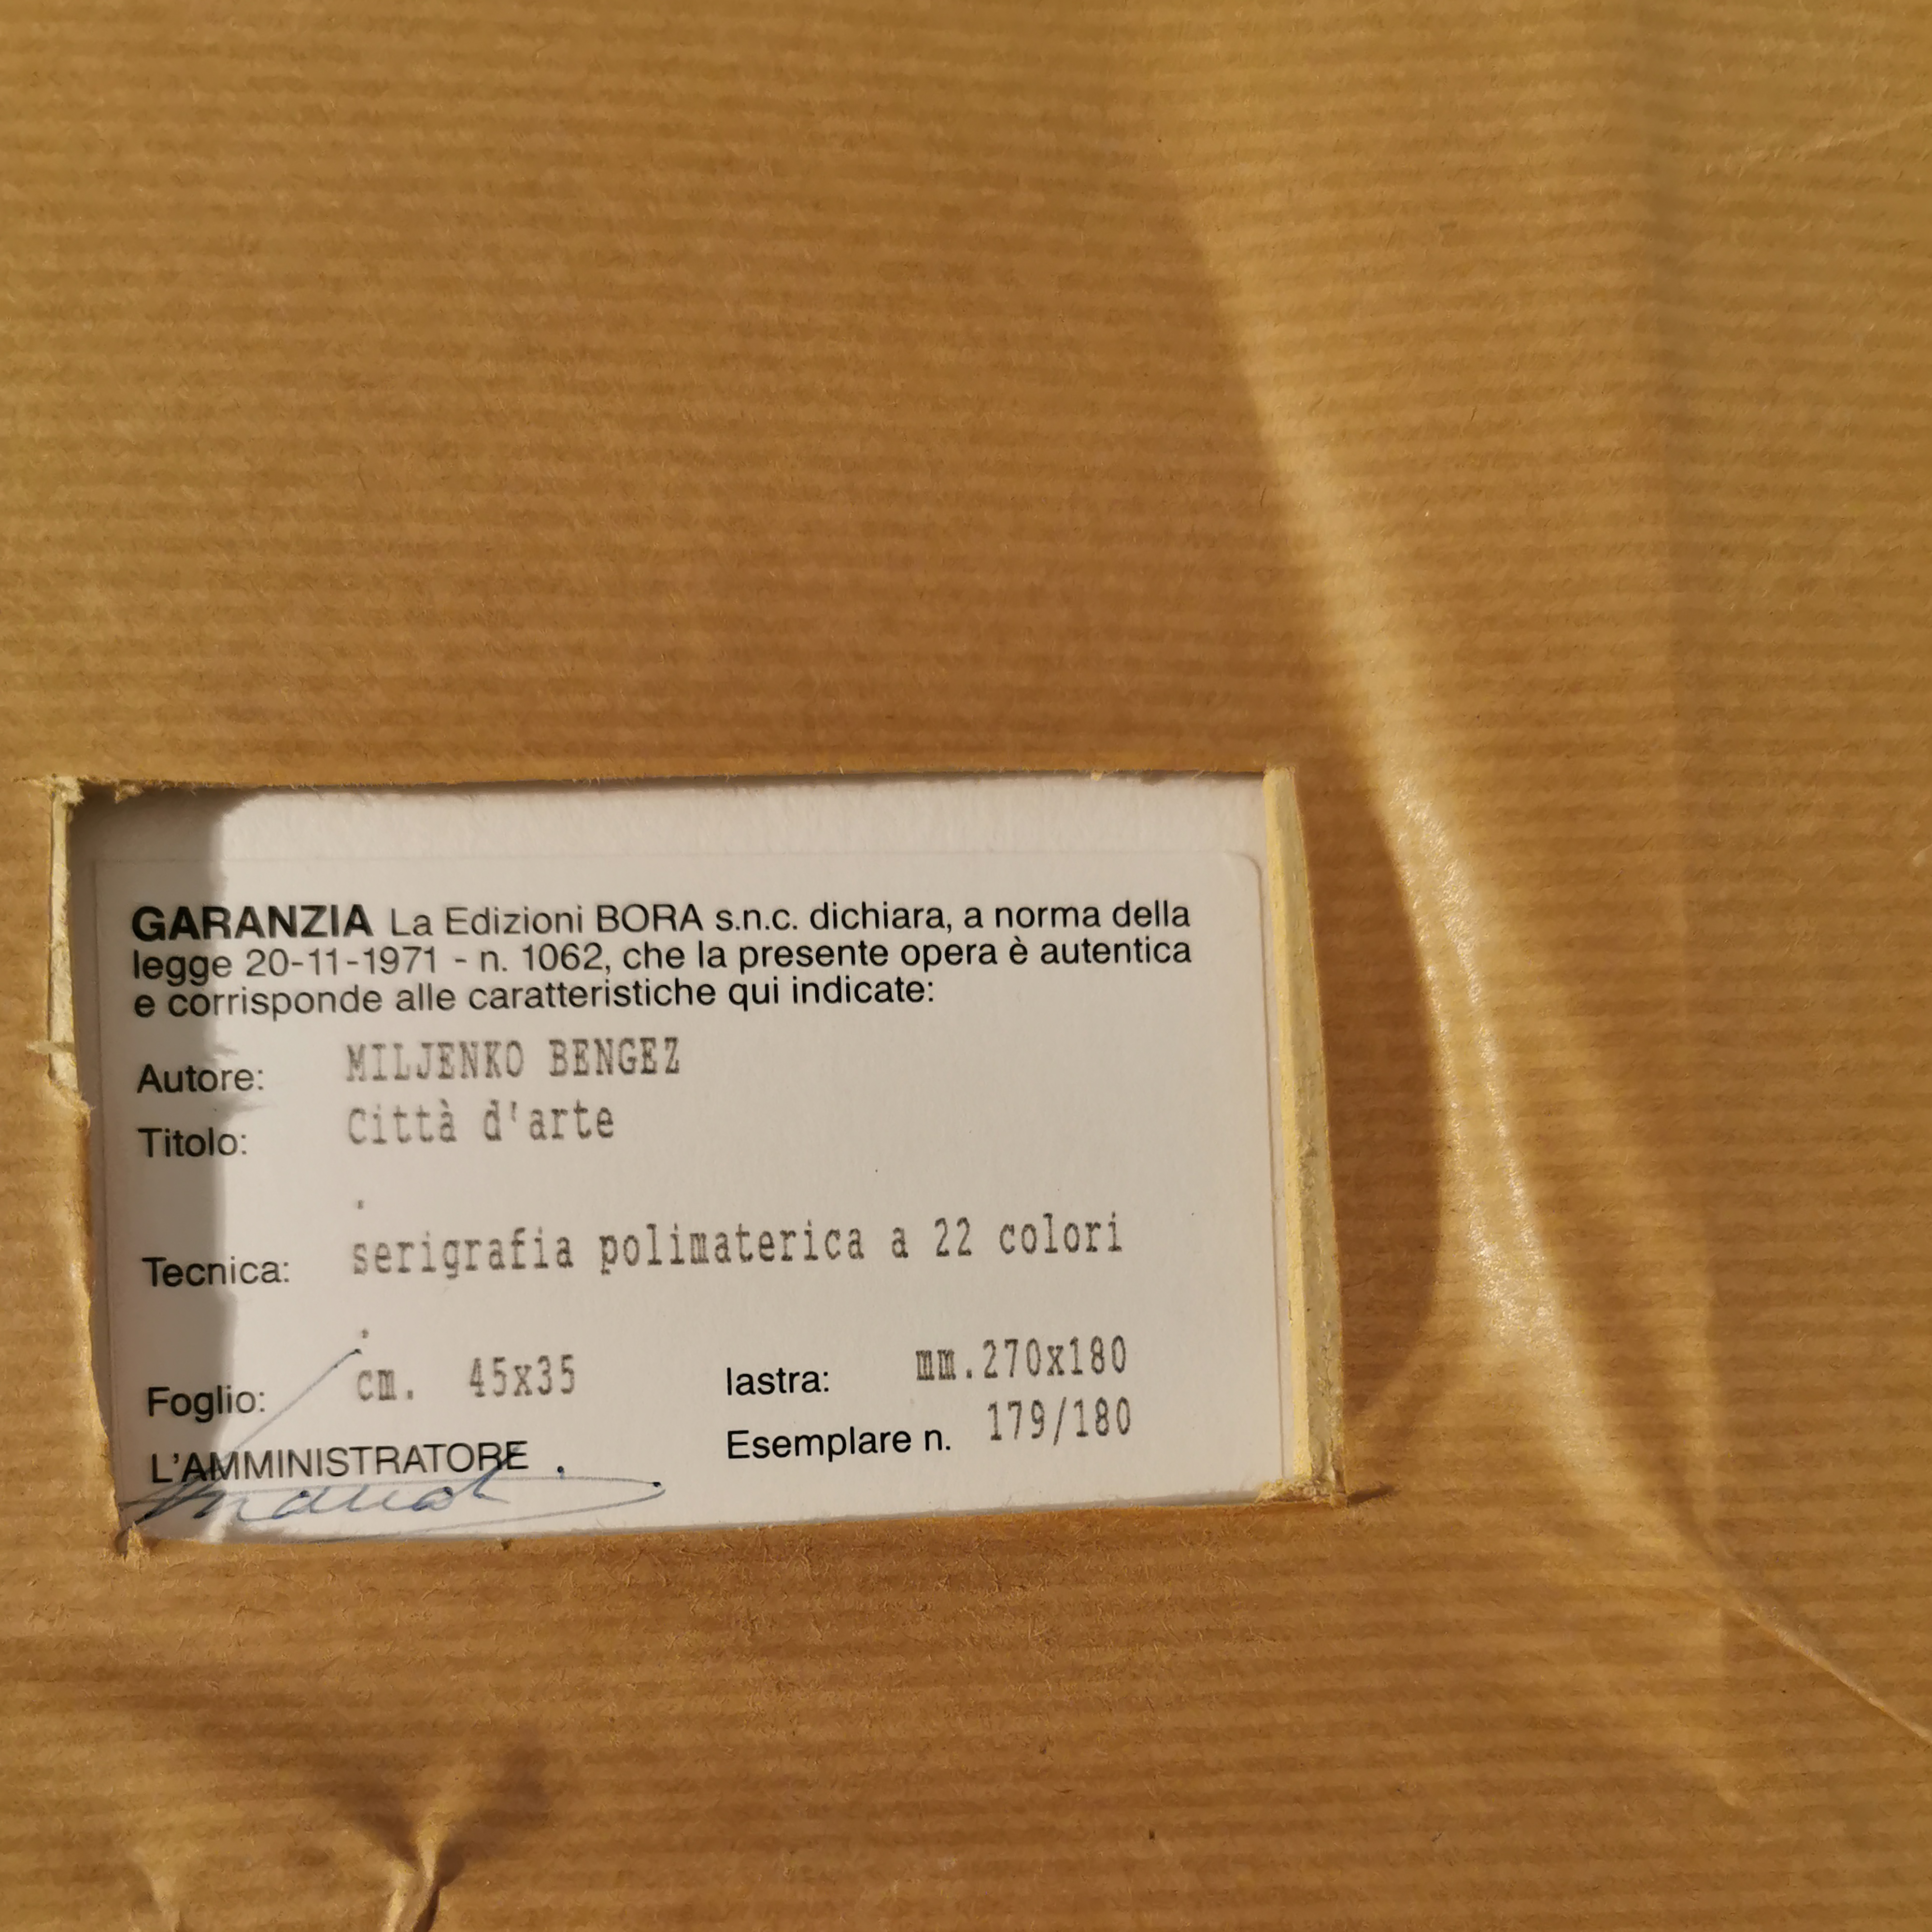 GARANZIA La Edizioni BORA s.n.c. dichiara, a norma della
legge 20-11-1971 - n. 1062, che la presente opera è autentica
e corrisponde alle caratteristiche qui indicate:
Autore: MILJENKO BENGEZ
Titolo: Città d'arte
Tecnica: serigrafia polimaterica a 22 colori
Foglio: cm. 45x35 lastra: mm.270x180
L'AMMINISTRATORE Esemplare n. 179/180